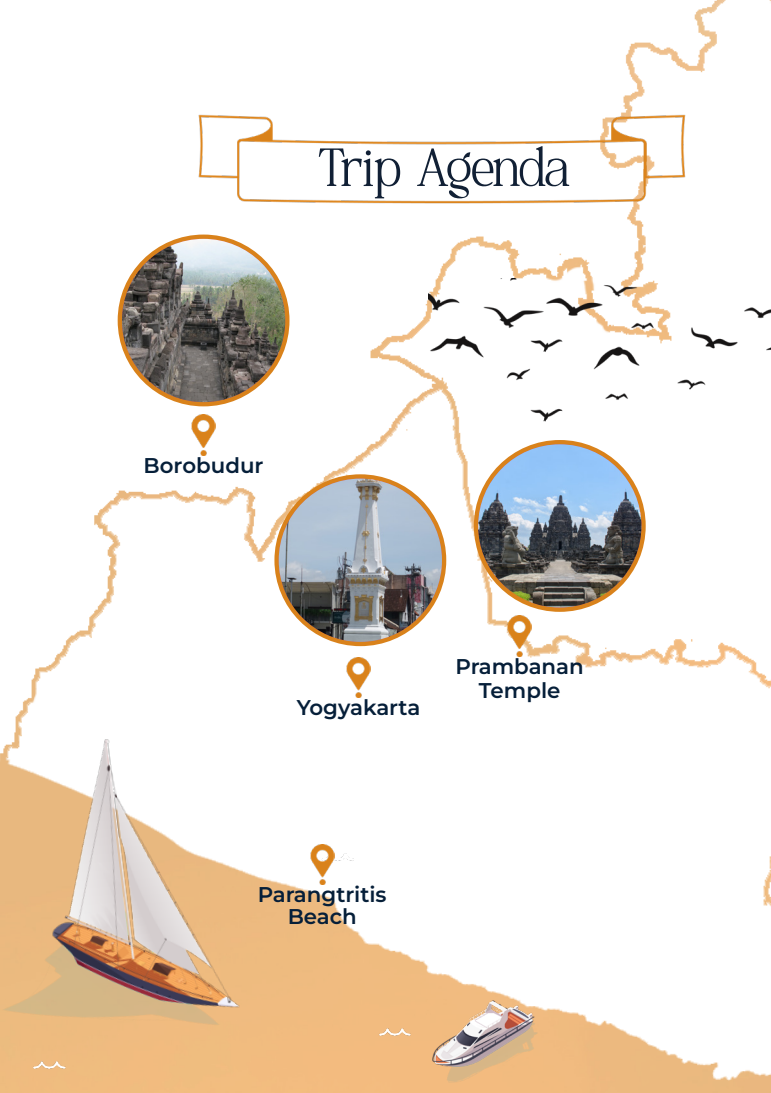 Trip Agenda
Borobudur
Yogyakarta
Prambanan
Temple
Parangtritis
Beach